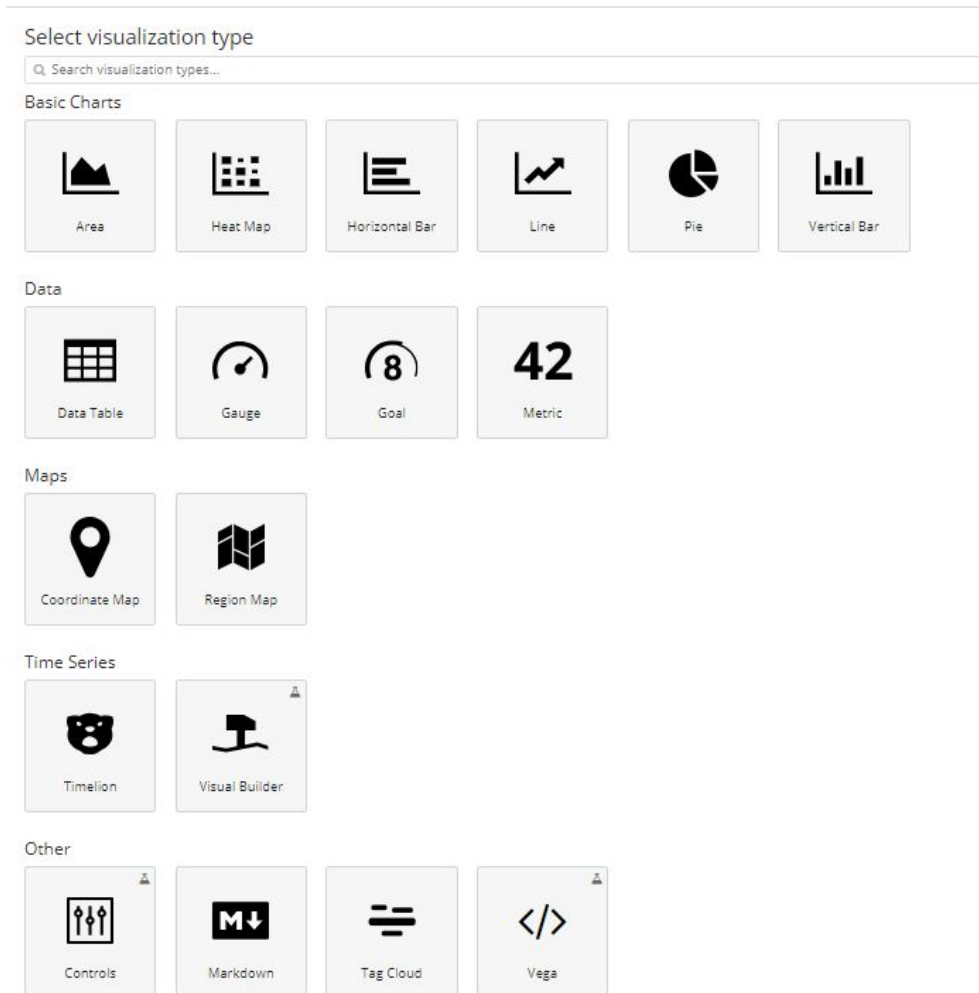 Select visualization type
Search visualization types...
Basic Charts
Area
Heat Map
Horizontal Bar
Line
Pie
Vertical Bar
Data
8
42
Data Table
Gauge
Goal
Metric
Maps
Coordinate Map
Region Map
Time Series
Timelion
Visual Builder
Other
M
</>
Controls
Markdown
Tag Cloud
Vega